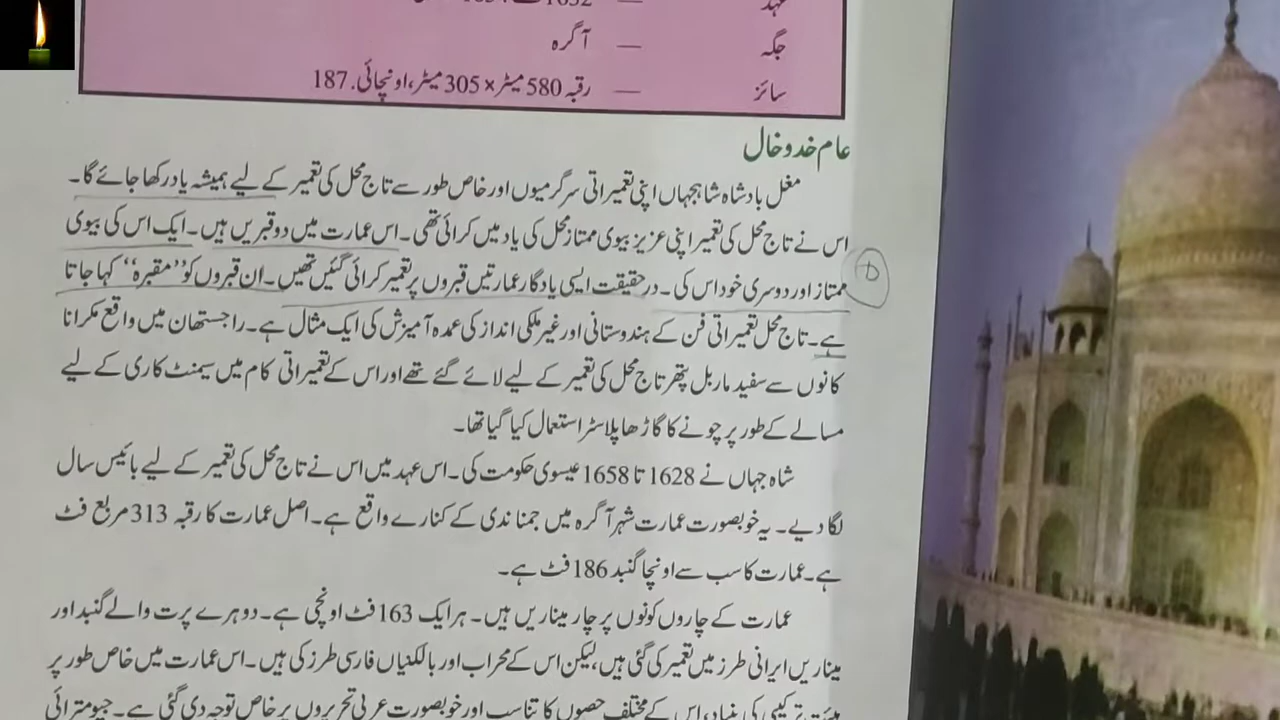 عہد — 1632 سے
جگہ — آگرہ
سائز — رقبہ 580 میٹر × 305 میٹر، اونچائی. 187
عام خدوخال
مغل بادشاہ شاہجہاں اپنی تعمیراتی سرگرمیوں اور خاص طور سے تاج محل کی تعمیر کے لیے ہمیشہ یاد رکھا جائے گا۔
اس نے تاج محل کی تعمیر اپنی عزیز بیوی ممتاز محل کی یاد میں کرائی تھی۔ اس عمارت میں دو قبریں ہیں۔ ایک اس کی بیوی
ممتاز اور دوسری خود اس کی۔ درحقیقت ایسی یادگار عمارتیں قبروں پر تعمیر کرائی گئیں تھیں۔ ان قبروں کو ’’مقبرہ‘‘ کہا جاتا
ہے۔ تاج محل تعمیراتی فن کے ہندوستانی اور غیر ملکی انداز کی عمدہ آمیزش کی ایک مثال ہے۔ راجستھان میں واقع مکرانا
کانوں سے سفید ماربل پتھر تاج محل کی تعمیر کے لیے لائے گئے تھے اور اس کے تعمیراتی کام میں سیمنٹ کاری کے لیے
مسالے کے طور پر چونے کا گاڑھا پلاسٹر استعمال کیا گیا تھا۔
شاہ جہاں نے 1628 تا 1658 عیسوی حکومت کی۔ اس عہد میں اس نے تاج محل کی تعمیر کے لیے بائیس سال
لگا دیے۔ یہ خوبصورت عمارت شہر آگرہ میں جمنا ندی کے کنارے واقع ہے۔ اصل عمارت کا رقبہ 313 مربع فٹ
ہے۔ عمارت کا سب سے اونچا گنبد 186 فٹ ہے۔
عمارت کے چاروں کونوں پر چار میناریں ہیں۔ ہر ایک 163 فٹ اونچی ہے۔ دوہرے پرت والے گنبد اور
میناریں ایرانی طرز میں تعمیر کی گئی ہیں، لیکن اس کے محراب اور بالکنیاں فارسی طرز کی ہیں۔ اس عمارت میں خاص طور پر
ہیئت ترکیبی کی بنیاد، اس کے مختلف حصوں کا تناسب اور خوبصورت عربی تحریروں پر خاص توجہ دی گئی ہے۔ جیومترائی